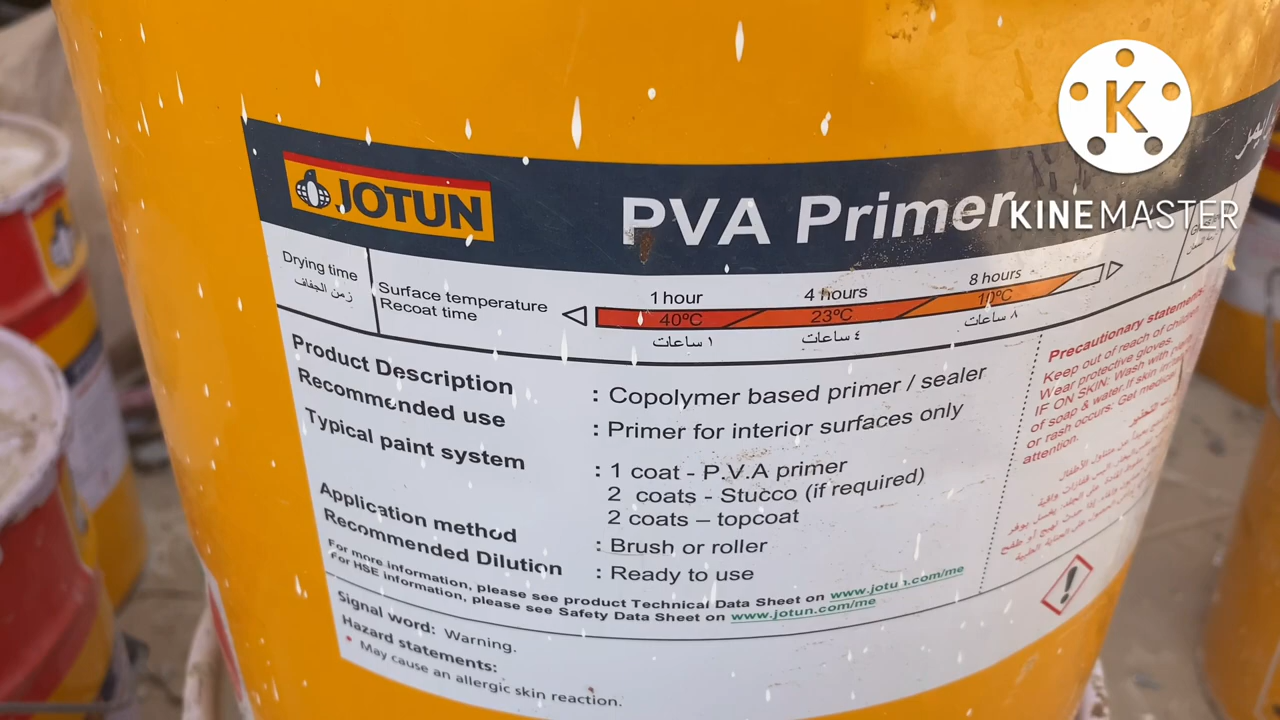 JOTUN
PVA Primer
KINEMASTER
K
Drying time
زمن الجفاف
Surface temperature
Recoat time
1 hour
4 hours
8 hours
40ºC
23ºC
10ºC
١ ساعات
٤ ساعات
٨ ساعات
Product Description : Copolymer based primer / sealer
Recommended use : Primer for interior surfaces only
Typical paint system : 1 coat - P.V.A primer
2 coats - Stucco (if required)
2 coats – topcoat
Application method : Brush or roller
Recommended Dilution : Ready to use
For more information, please see product Technical Data Sheet on www.jotun.com/me
For HSE information, please see Safety Data Sheet on www.jotun.com/me
Signal word: Warning.
Hazard statements:
• May cause an allergic skin reaction.
Precautionary statements
Keep out of reach of children
Wear protective gloves.
IF ON SKIN: Wash with
of soap & water.If skin
or rash occurs: Get medical
attention.